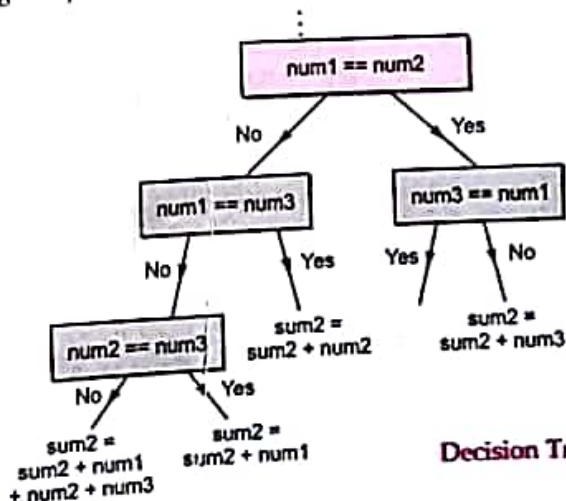 num1 == num2
No
Yes
num1 == num3
num3 == num1
No
Yes
Yes
No
num2 == num3
sum2 =
sum2 + num2
sum2 =
sum2 + num3
No
Yes
sum2 =
sum2 + num1
+ num2 + num3
sum2 =
sum2 + num1